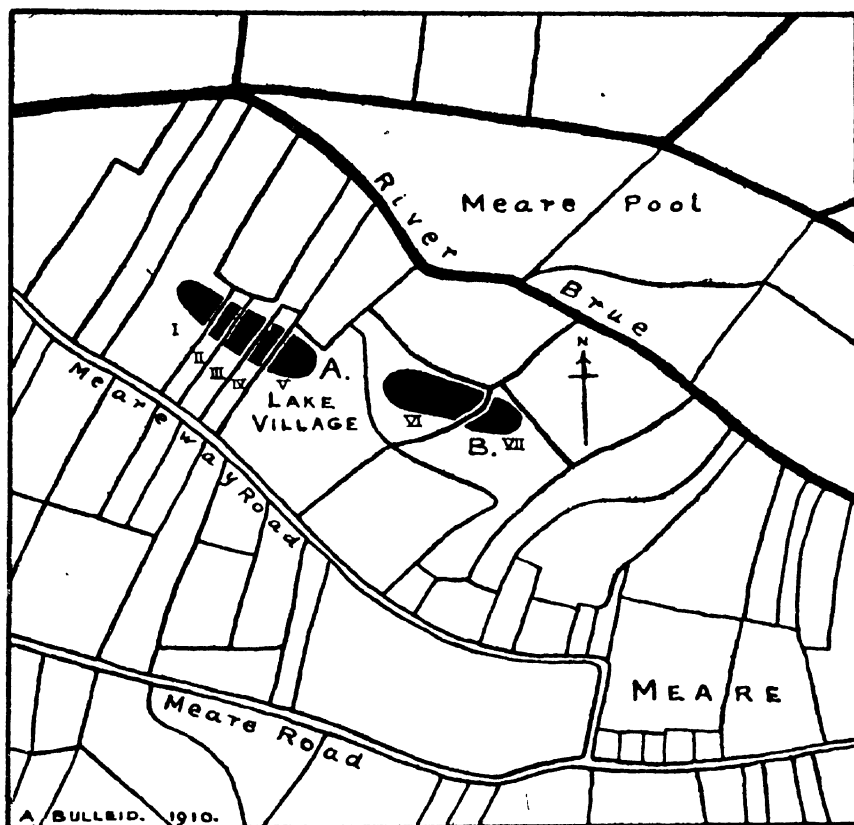 River
Meare Pool
Brue
N
I
II
III
IV
V
A.
LAKE
VILLAGE
VI
B. VII
Meareway Road
MEARE
Meare Road
A. BULLEID. 1910.